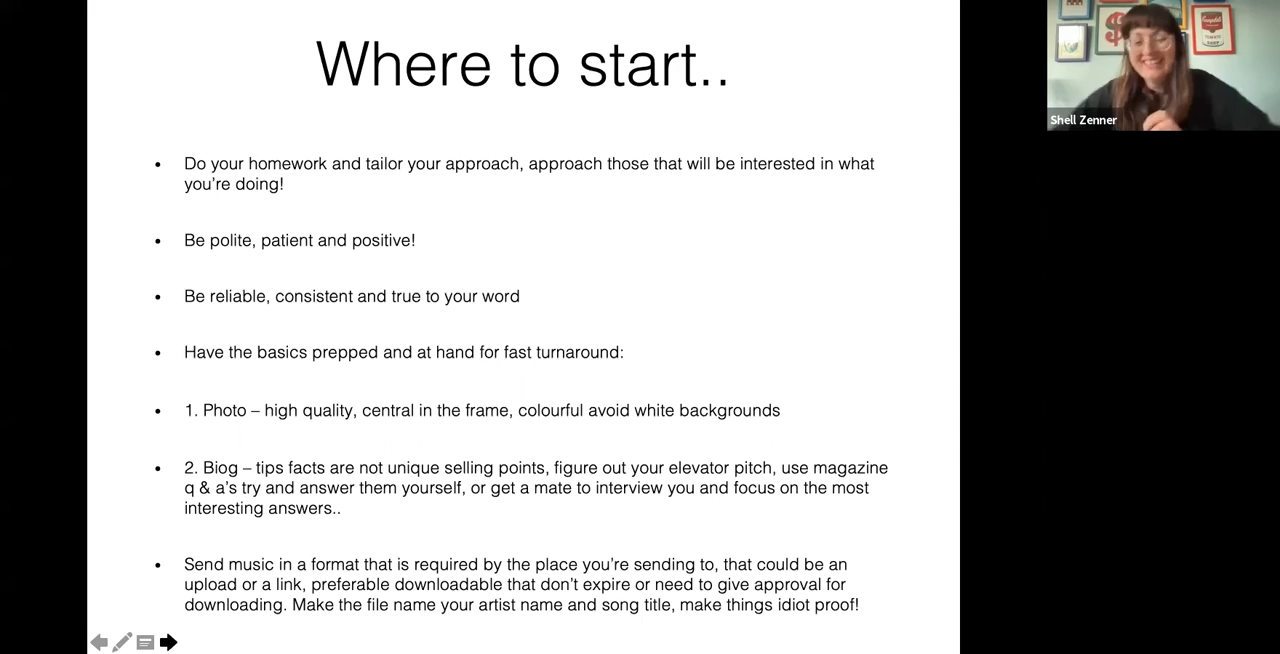 Where to start..
• Do your homework and tailor your approach, approach those that will be interested in what
you're doing!
• Be polite, patient and positive!
• Be reliable, consistent and true to your word
• Have the basics prepped and at hand for fast turnaround:
• 1. Photo – high quality, central in the frame, colourful avoid white backgrounds
• 2. Biog – tips facts are not unique selling points, figure out your elevator pitch, use magazine
q & a's try and answer them yourself, or get a mate to interview you and focus on the most
interesting answers..
• Send music in a format that is required by the place you're sending to, that could be an
upload or a link, preferable downloadable that don't expire or need to give approval for
downloading. Make the file name your artist name and song title, make things idiot proof!
Shell Zenner
Campbell's
TOMATO
SOUP